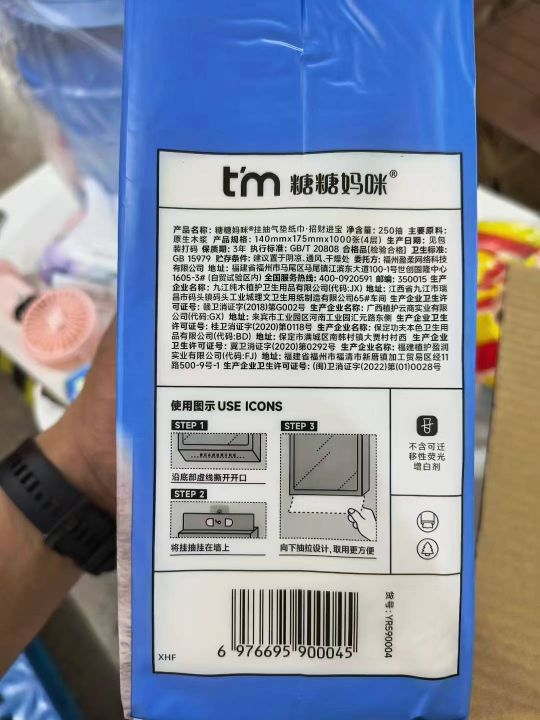 t'm 糖糖妈咪®
产品名称: 糖糖妈咪®挂抽气垫纸巾·招财进宝 净含量: 250抽 主要原料:
原生木浆 产品规格: 140mm×175mm×1000张(4层) 生产日期: 见包
装打码 保质期: 3年 执行标准: GB/T 20808 合格品[检验合格] 卫生标准:
GB 15979 贮存条件: 建议置于阴凉、通风、干燥处 委托方: 福州盈柔网络科技
有限公司 地址: 福建省福州市马尾区马尾镇江滨东大道100-1号世创国隆中心
1605-3# (自贸试验区内) 全国服务热线: 400-0920591 邮编: 350015 生产企
业名称: 九江纯木植护卫生用品有限公司(代码:JX) 地址: 江西省九江市瑞
昌市码头镇码头工业城理文卫生用纸制造有限公司65#车间 生产企业卫生许
可证号: 赣卫消证字(2018)第G002号 生产企业名称: 广西植护云商实业有限
公司(代码:GX) 地址: 来宾市工业园区河南工业园汇元路东侧 生产企业卫生
许可证号: 桂卫消证字(2020)第0118号 生产企业名称: 保定功夫本色卫生用
品有限公司(代码:BD) 地址: 保定市满城区南韩村镇大贾村村西 生产企业
卫生许可证号: 冀卫消证字(2020)第0292号 生产企业名称: 福建植护盈润
实业有限公司(代码:FJ) 地址: 福建省福州市福清市新厝镇加工贸易区经11
路500-9号-1 生产企业卫生许可证号: (闽)卫消证字(2022)第(01)0028号
使用图示 USE ICONS
STEP 1
沿底部虚线撕开开口
STEP 2
将挂抽挂在墙上
STEP 3
向下抽拉设计,取用更方便
不含可迁
移性荧光
增白剂
货号: YR590004
6 976695 900045
XHF